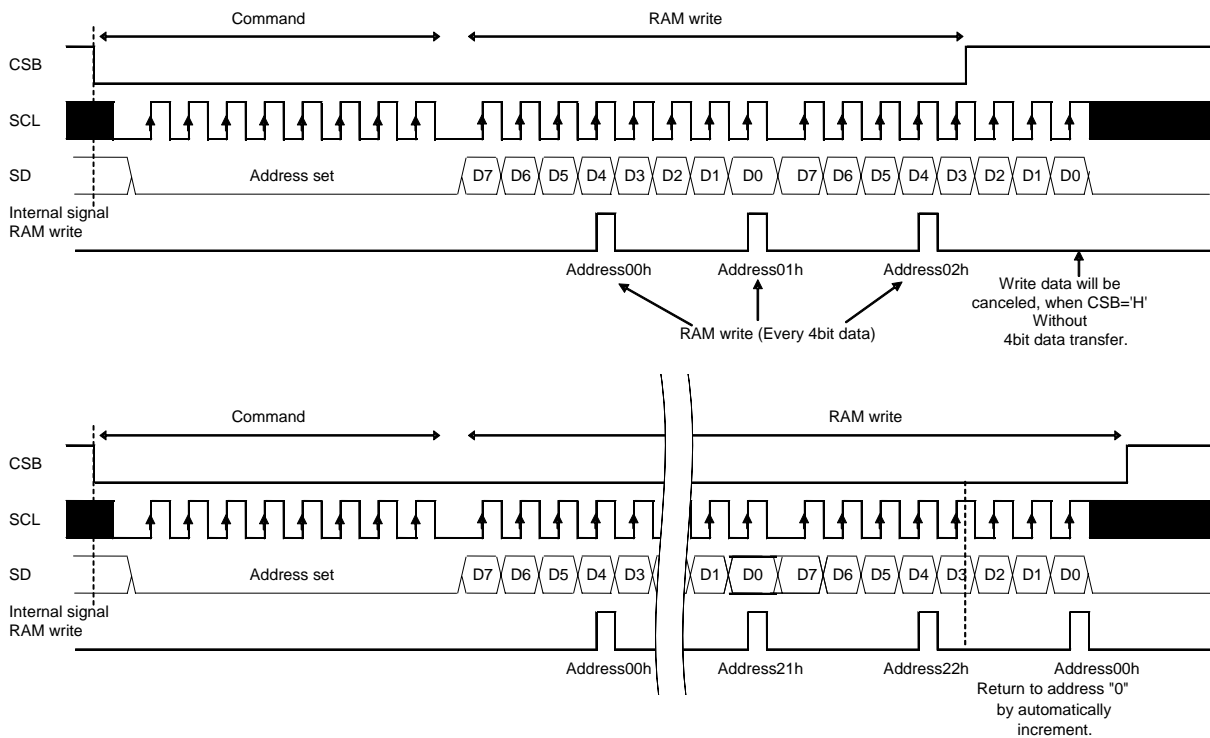 Command RAM write
CSB
SCL
SD Address set D7 D6 D5 D4 D3 D2 D1 D0 D7 D6 D5 D4 D3 D2 D1 D0
Internal signal
RAM write
Address00h Address01h Address02h
Write data will be
canceled, when CSB='H'
Without
4bit data transfer.
RAM write (Every 4bit data)
Command RAM write
CSB
SCL
SD Address set D7 D6 D5 D4 D3 D1 D0 D7 D6 D5 D4 D3 D2 D1 D0
Internal signal
RAM write
Address00h Address21h Address22h Address00h
Return to address "0"
by automatically
increment.